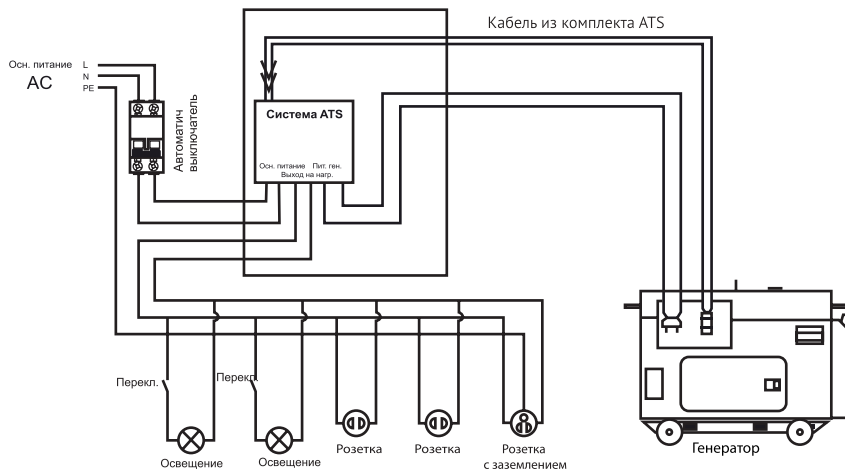 Кабель из комплекта ATS
Осн. питание
L
N
PE
AC
Автоматич
выключатель
Система ATS
Осн. питание
Пит. ген.
Выход на нагр.
Перекл.
Перекл.
Освещение
Освещение
Розетка
Розетка
Розетка
с заземлением
Генератор